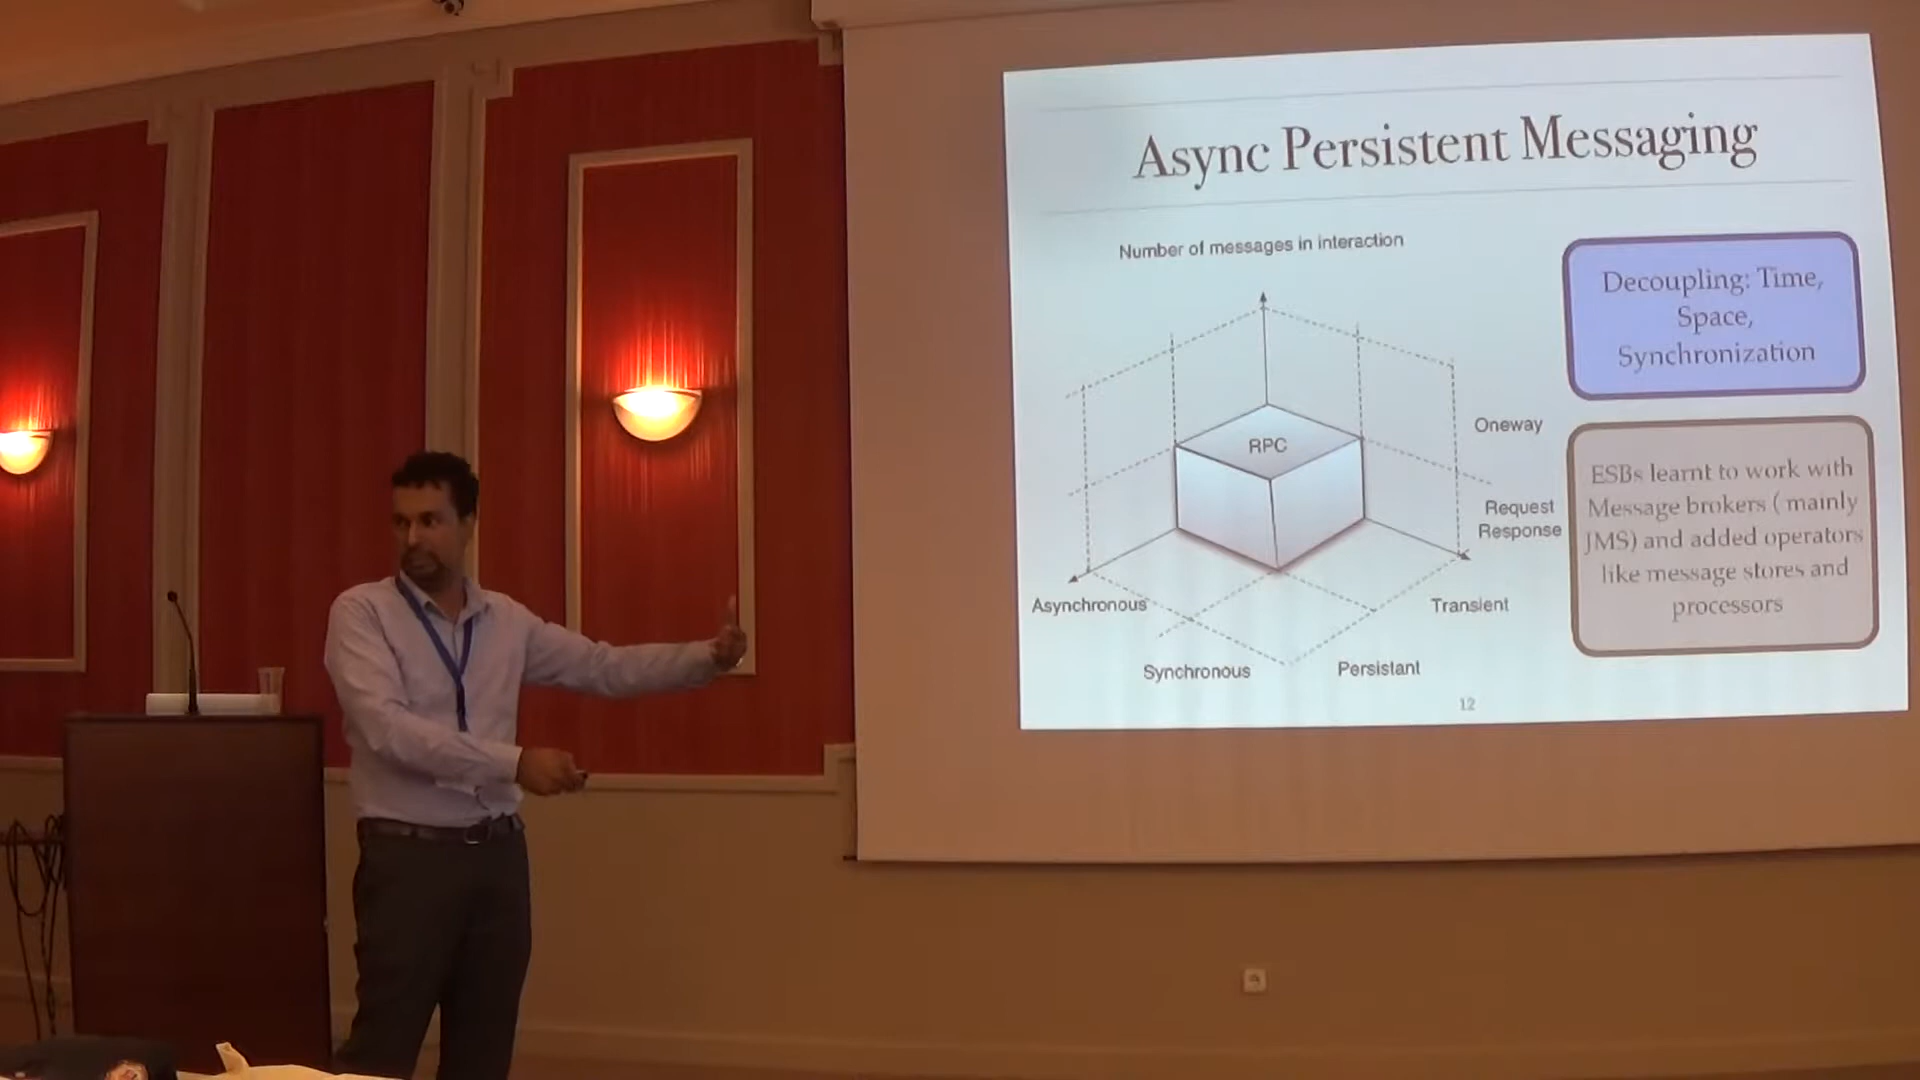 Async Persistent Messaging
Number of messages in interaction
RPC
Oneway
Request
Response
Asynchronous
Transient
Synchronous
Persistant
Decoupling: Time,
Space,
Synchronization
ESBs learnt to work with
Message brokers ( mainly
JMS) and added operators
like message stores and
processors
12